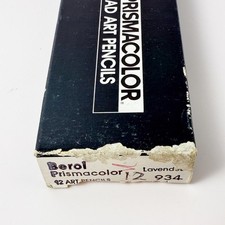 PRISMACOLOR
AD ART PENCILS
Berol
Prismacolor
Lavender
12 ART PENCILS
12 934